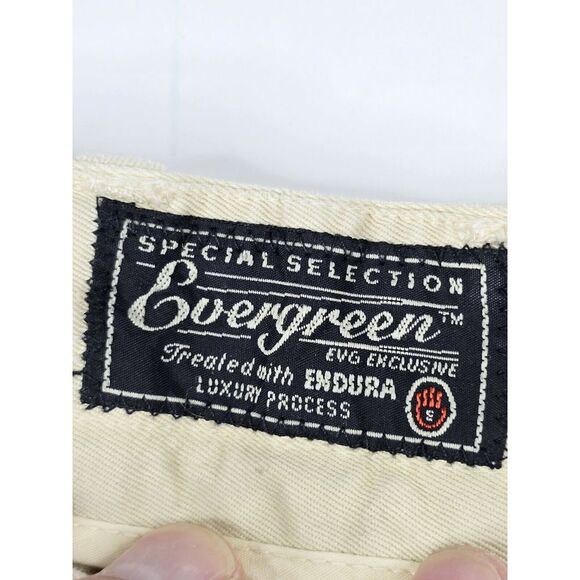 SPECIAL SELECTION
Evergreen™
EVG EXCLUSIVE
Treated with ENDURA
LUXURY PROCESS